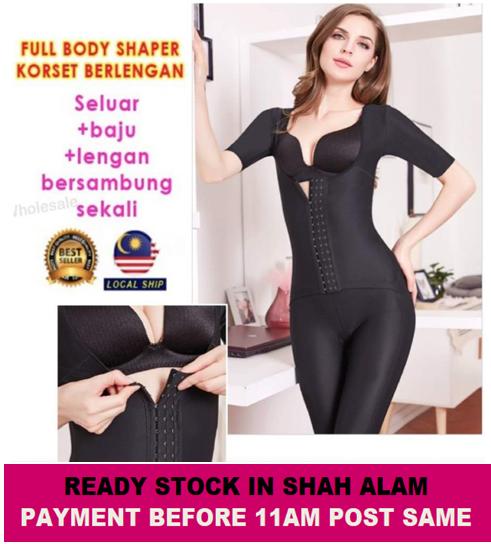 FULL BODY SHAPER
KORSET BERLENGAN
Seluar
+baju
+lengan
bersambung
sekali
/holesale
BEST
SELLER
LOCAL SHIP
READY STOCK IN SHAH ALAM
PAYMENT BEFORE 11AM POST SAME